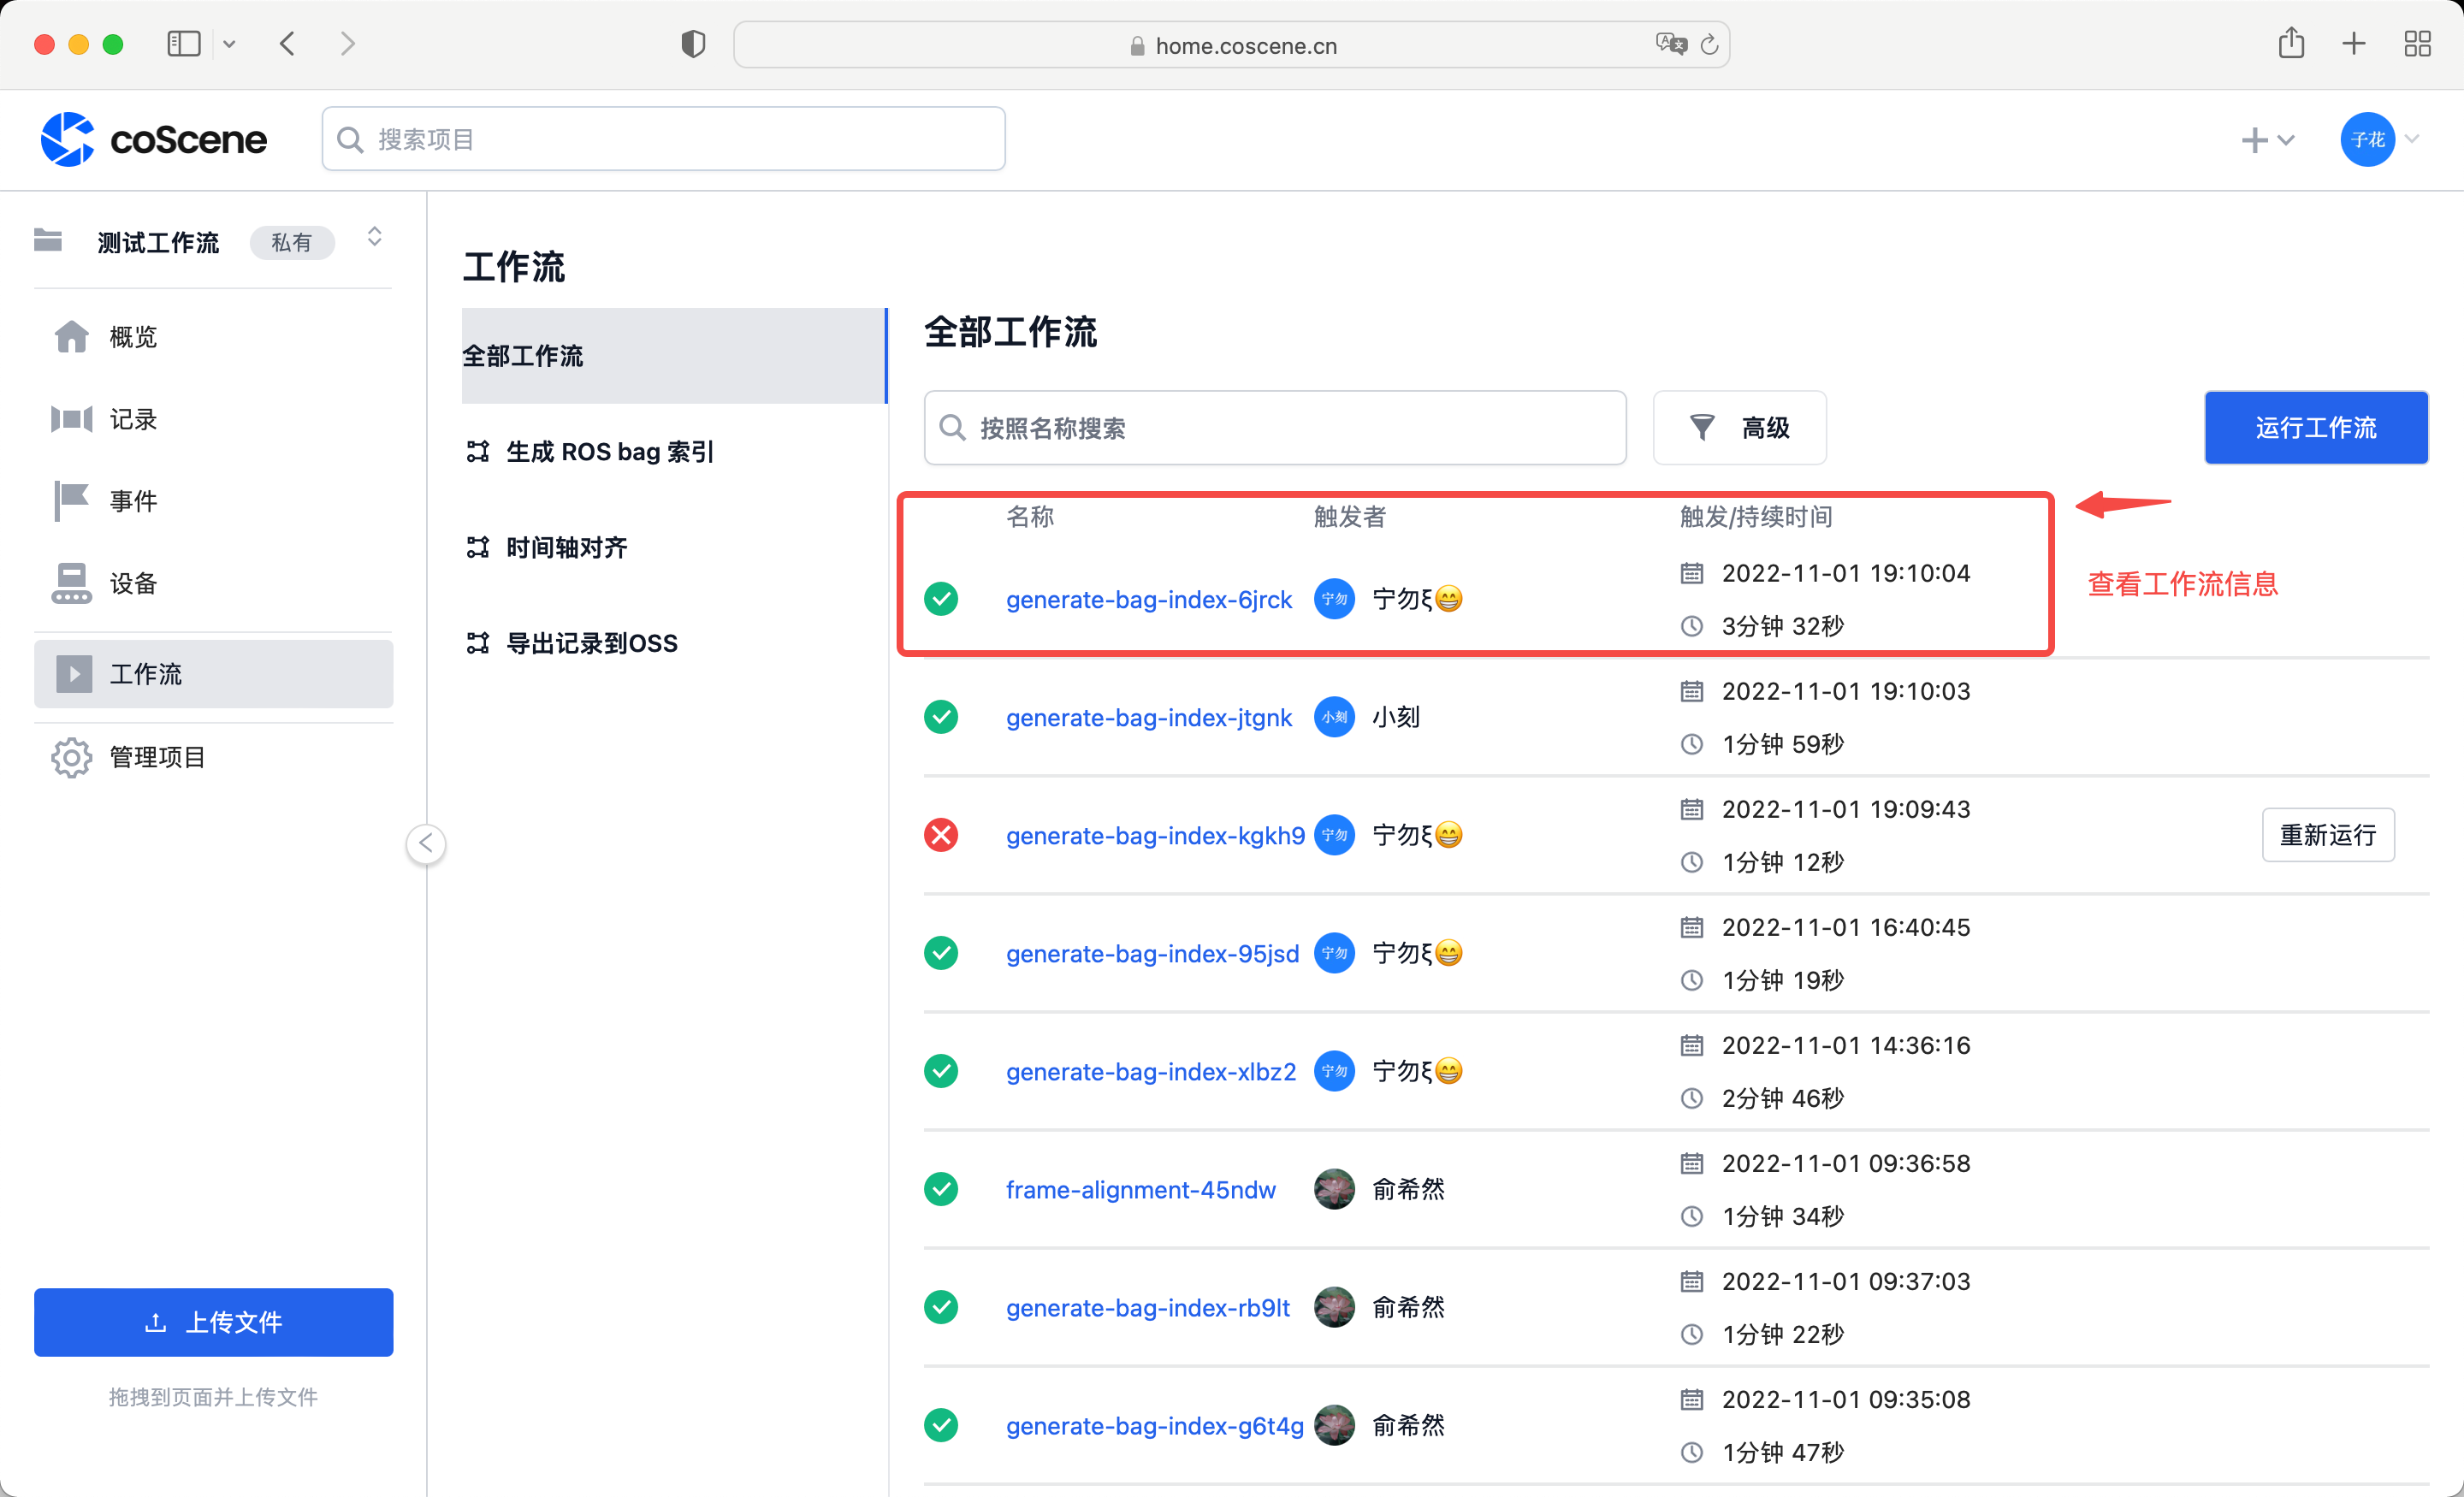 home.coscene.cn
coScene
搜索项目
子花
测试工作流 私有
概览
记录
事件
设备
工作流
管理项目
上传文件
拖拽到页面并上传文件
工作流
全部工作流
生成 ROS bag 索引
时间轴对齐
导出记录到OSS
全部工作流
按照名称搜索
高级
运行工作流
名称 触发者 触发/持续时间
查看工作流信息
generate-bag-index-6jrck 宁勿 宁勿ξ😁 2022-11-01 19:10:04
3分钟 32秒
generate-bag-index-jtgnk 小刻 小刻 2022-11-01 19:10:03
1分钟 59秒
generate-bag-index-kgkh9 宁勿 宁勿ξ😁 2022-11-01 19:09:43
1分钟 12秒
重新运行
generate-bag-index-95jsd 宁勿 宁勿ξ😁 2022-11-01 16:40:45
1分钟 19秒
generate-bag-index-xlbz2 宁勿 宁勿ξ😁 2022-11-01 14:36:16
2分钟 46秒
frame-alignment-45ndw 俞希然 2022-11-01 09:36:58
1分钟 34秒
generate-bag-index-rb9lt 俞希然 2022-11-01 09:37:03
1分钟 22秒
generate-bag-index-g6t4g 俞希然 2022-11-01 09:35:08
1分钟 47秒